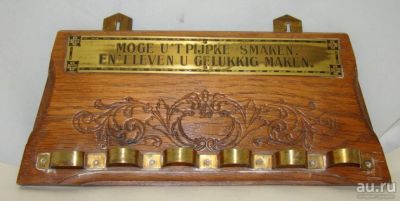 MOGE U'T PIJPKE SMAKEN.
EN'T LEVEN U GELUKKIG MAKEN.
au.ru